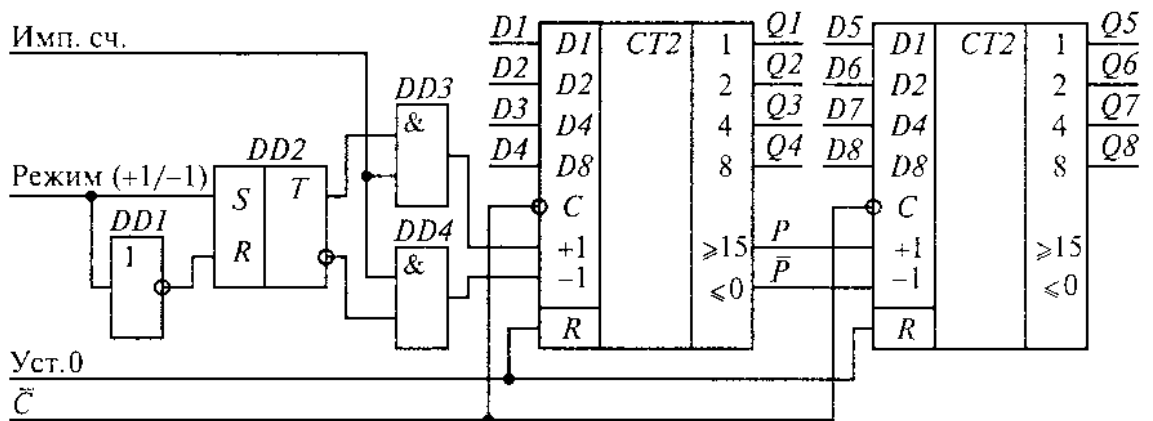 Имп. сч.
Режим (+1/−1)
DD1
1
DD2
S
T
R
DD3
&
DD4
&
D1
D2
D3
D4
D1
CT2
1
D2
2
D4
4
D8
8
C
+1
⩾15
−1
⩽0
R
Q1
Q2
Q3
Q4
P
P̄
D5
D6
D7
D8
D1
CT2
1
D2
2
D4
4
D8
8
C
+1
⩾15
−1
⩽0
R
Q5
Q6
Q7
Q8
Уст.0
C̄